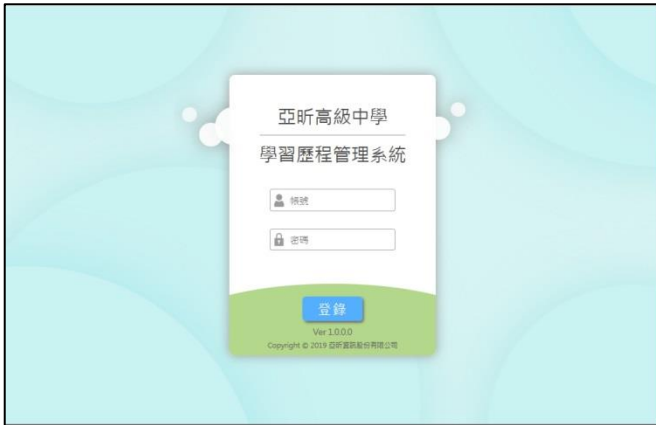 亞昕高級中學
學習歷程管理系統
帳號
密碼
登錄
Ver 1.0.0.0
Copyright © 2019 亞昕資訊股份有限公司